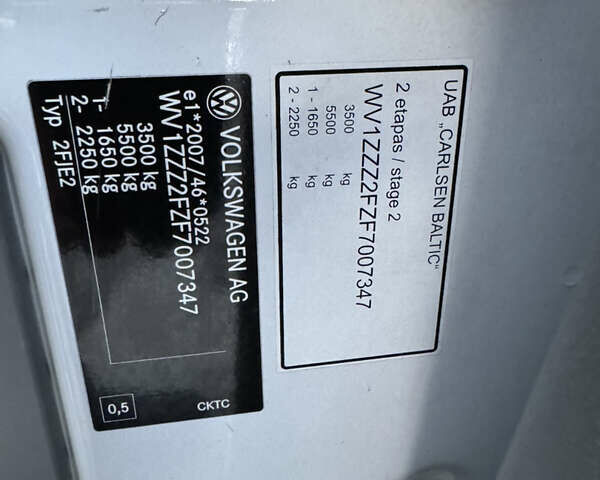 VOLKSWAGEN AG
e1*2007/46*0522
WV1ZZZ2FZF7007347
3500 kg
5500 kg
1- 1650 kg
2- 2250 kg
Typ 2FJE2
0,5
CKTC
UAB „CARLSEN BALTIC“
2 etapas / stage 2
WV1ZZZ2FZF7007347
3500 kg
5500 kg
1 - 1650 kg
2 - 2250 kg